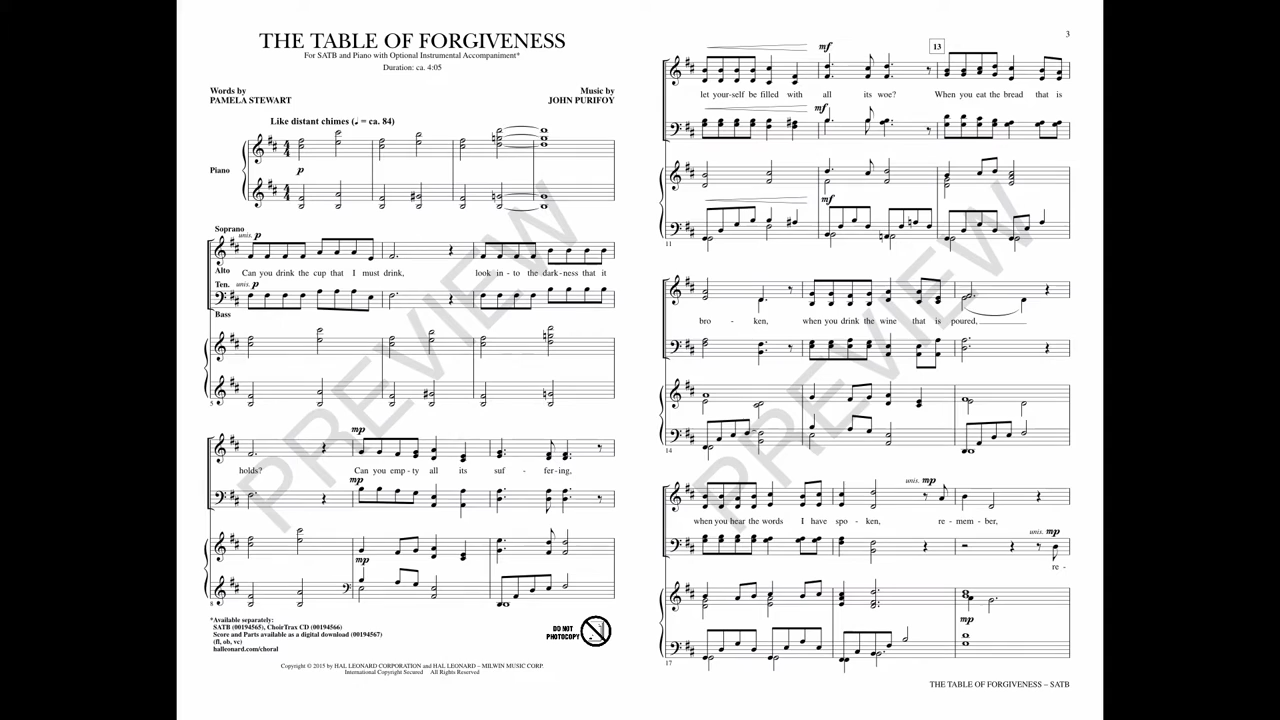 THE TABLE OF FORGIVENESS
For SATB and Piano with Optional Instrumental Accompaniment*
Duration: ca. 4:05
Words by
PAMELA STEWART
Music by
JOHN PURIFOY
Like distant chimes (♩ = ca. 84)
4
4
Piano
p
4
4
Soprano
unis. p
Alto
Can you drink the cup that I must drink, look in - to the dark - ness that it
Ten. unis. p
Bass
5
mp
holds? Can you emp - ty all its suf - fer - ing,
mp
mp
8
*Available separately:
SATB (00194565), ChoirTrax CD (00194566)
Score and Parts available as a digital download (00194567)
(fl, ob, vc)
halleonard.com/choral
DO NOT
PHOTOCOPY
Copyright © 2015 by HAL LEONARD CORPORATION and HAL LEONARD – MILWIN MUSIC CORP.
International Copyright Secured All Rights Reserved
PREVIEW
3
mf
13
let your-self be filled with all its woe? When you eat the bread that is
mf
mf
11
bro - ken, when you drink the wine that is poured,
14
unis. mp
when you hear the words I have spo - ken, re - mem - ber,
unis. mp
re -
mp
17
THE TABLE OF FORGIVENESS – SATB
PREVIEW